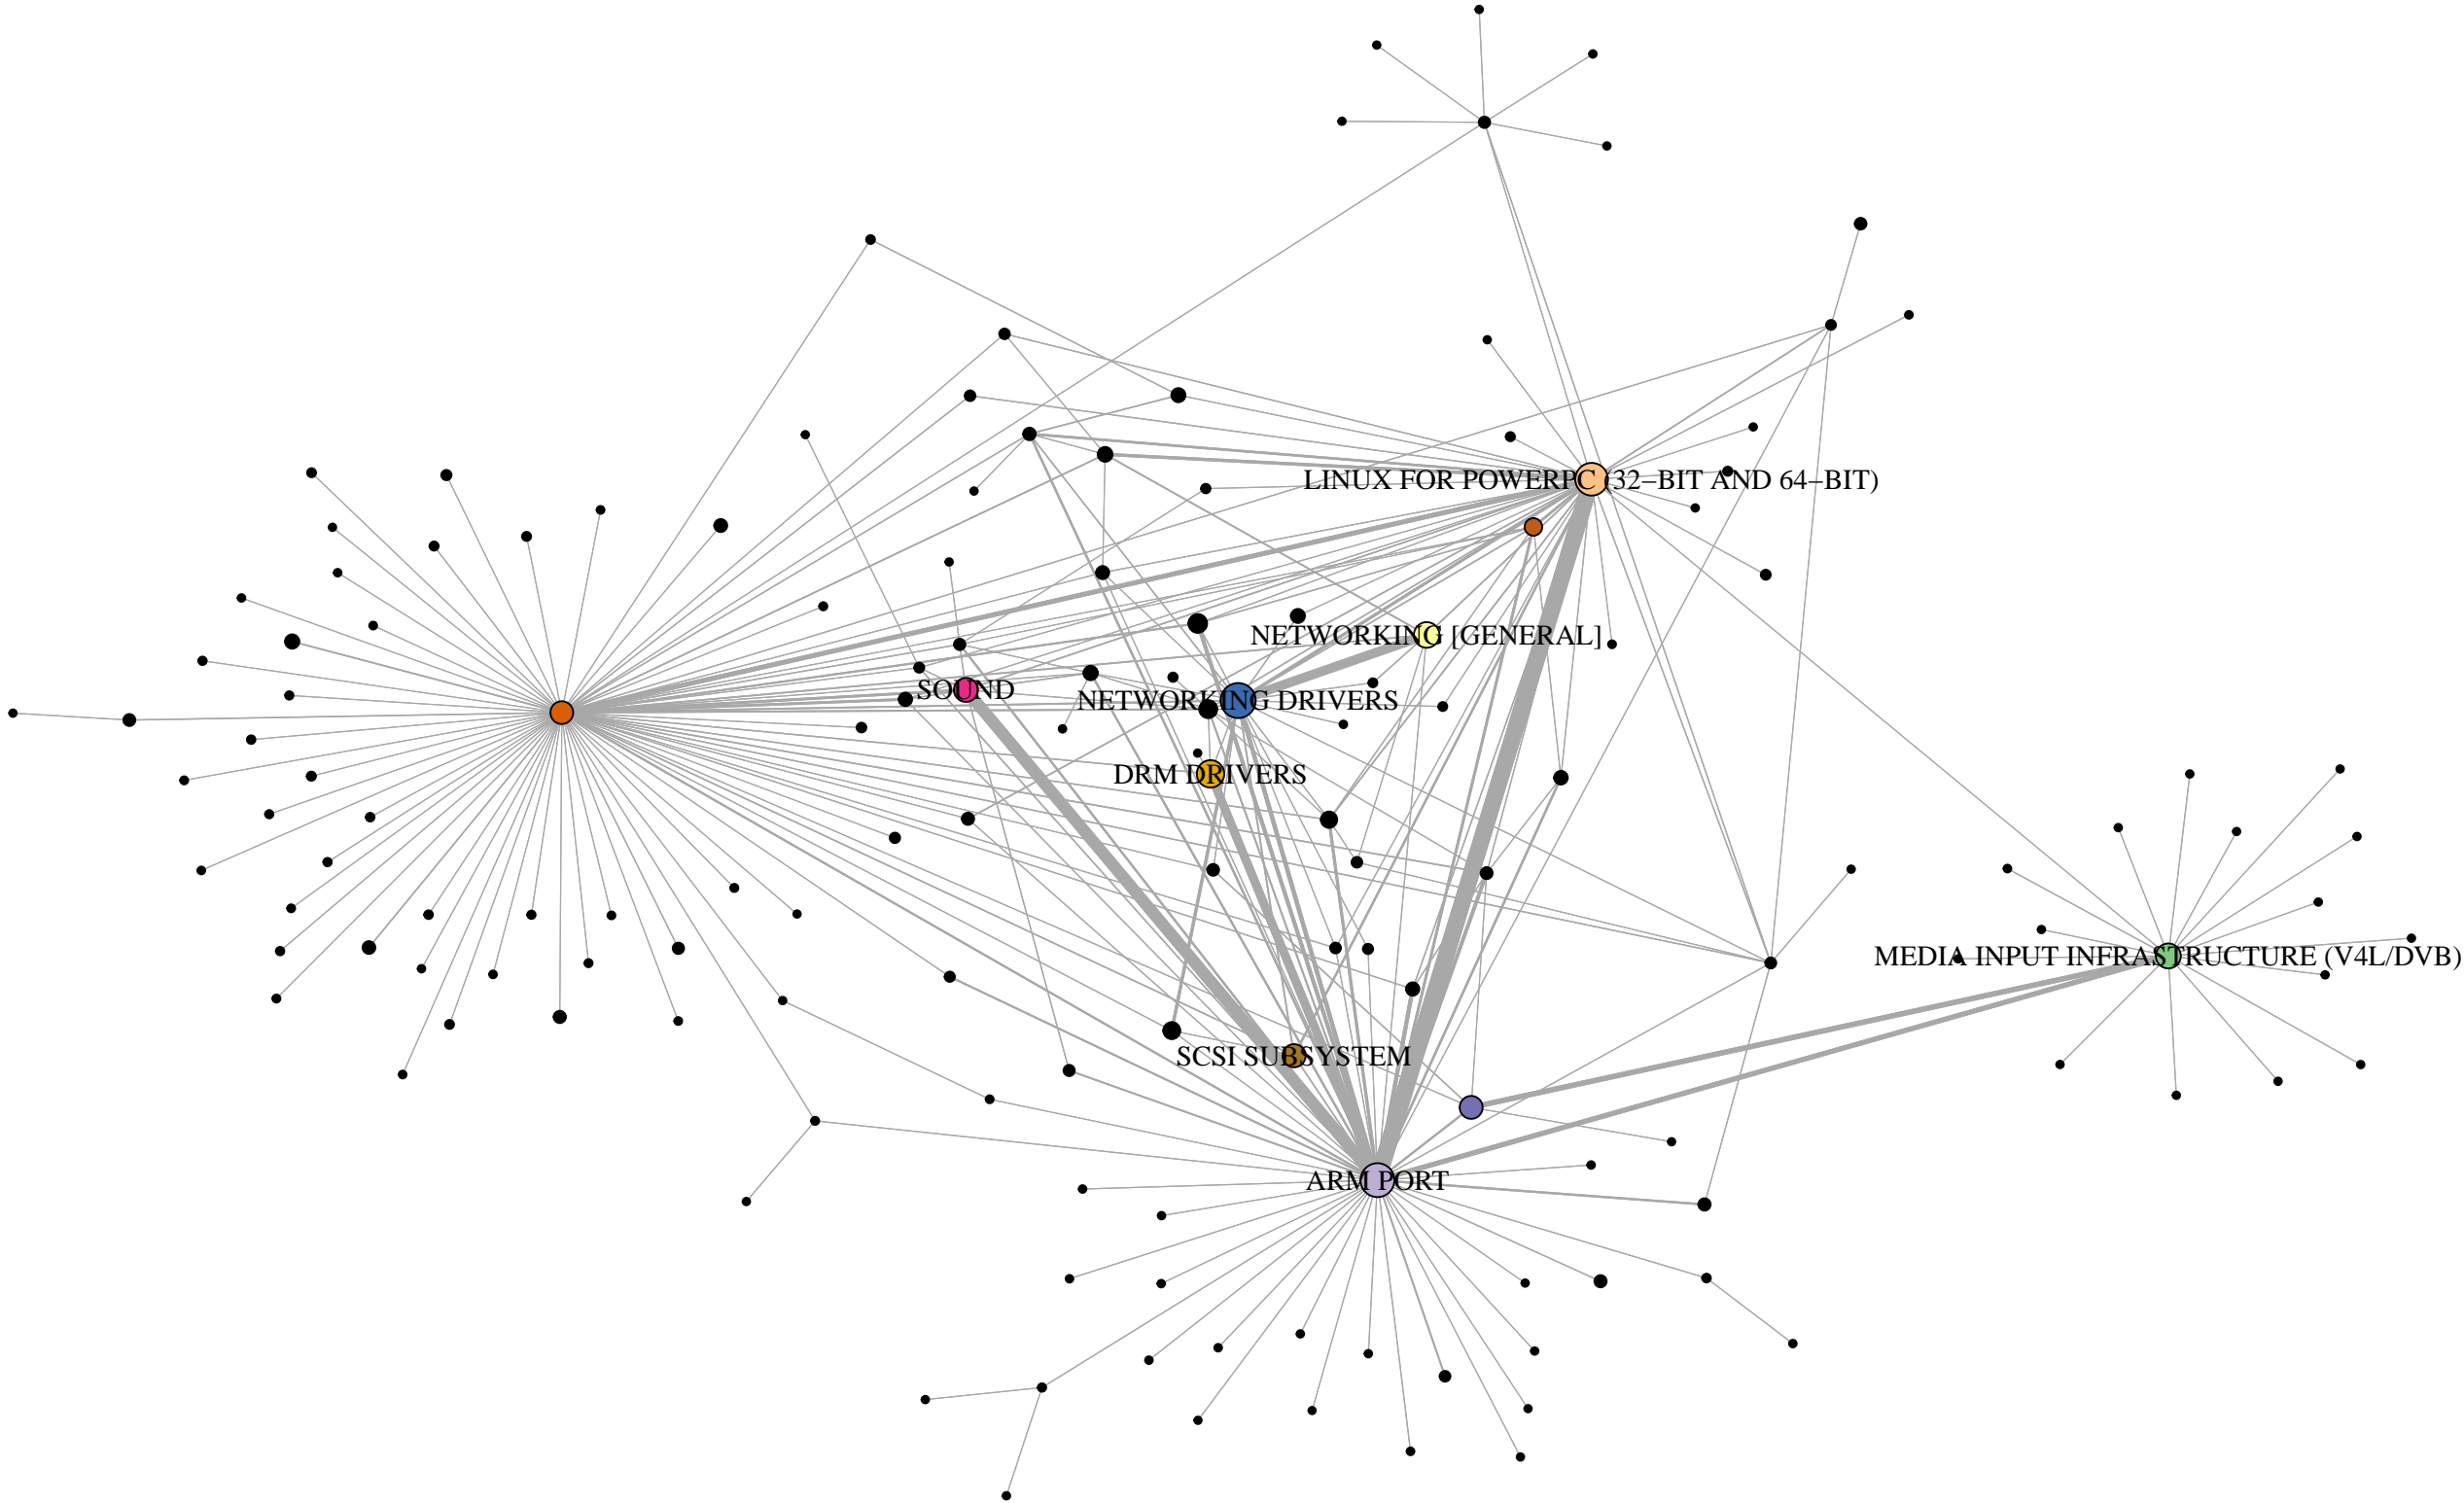 LINUX FOR POWERPC (32−BIT AND 64−BIT)
NETWORKING [GENERAL]
SOUND
NETWORKING DRIVERS
DRM DRIVERS
MEDIA INPUT INFRASTRUCTURE (V4L/DVB)
SCSI SUBSYSTEM
ARM PORT